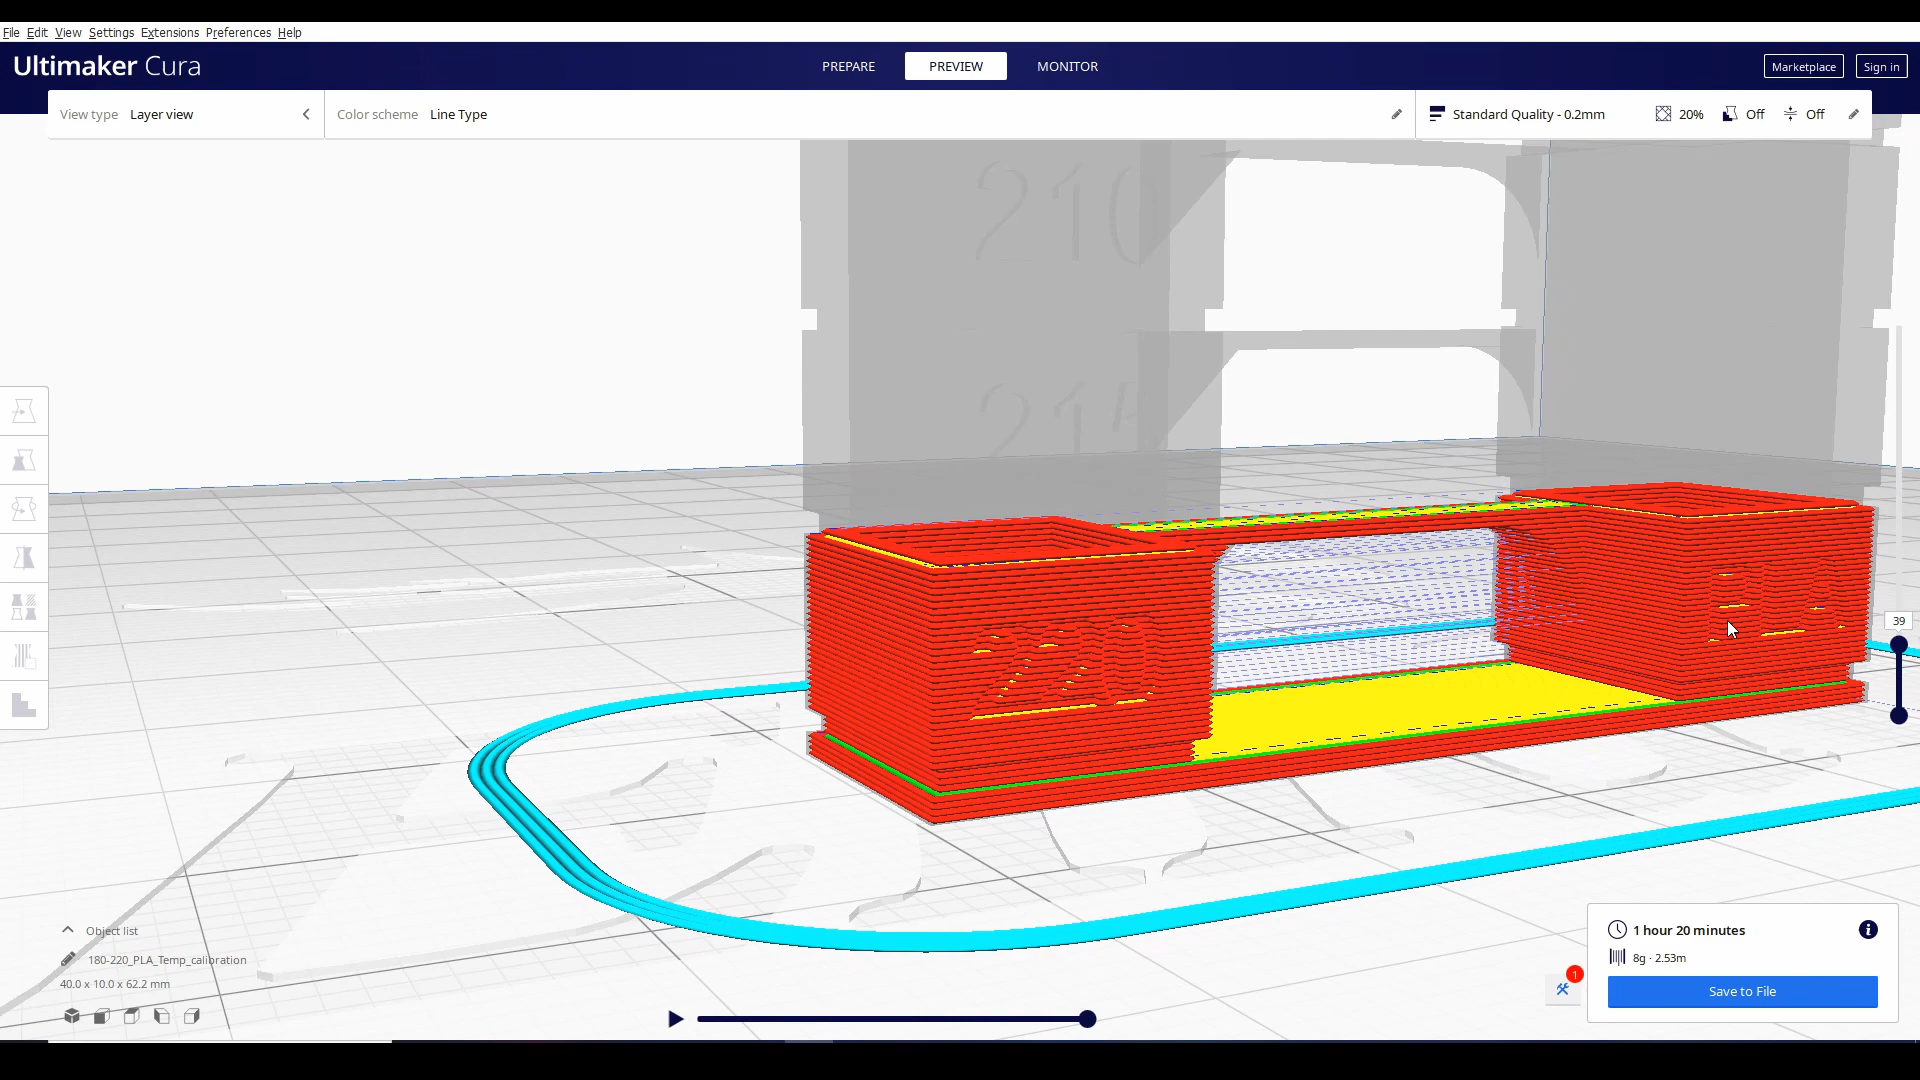 File Edit View Settings Extensions Preferences Help
Ultimaker Cura
PREPARE PREVIEW MONITOR
Marketplace Sign in
View type Layer view
Color scheme Line Type
Standard Quality - 0.2mm 20% Off Off
210
215
220
39
Object list
180-220_PLA_Temp_calibration
40.0 x 10.0 x 62.2 mm
1 hour 20 minutes
8g · 2.53m
1
Save to File